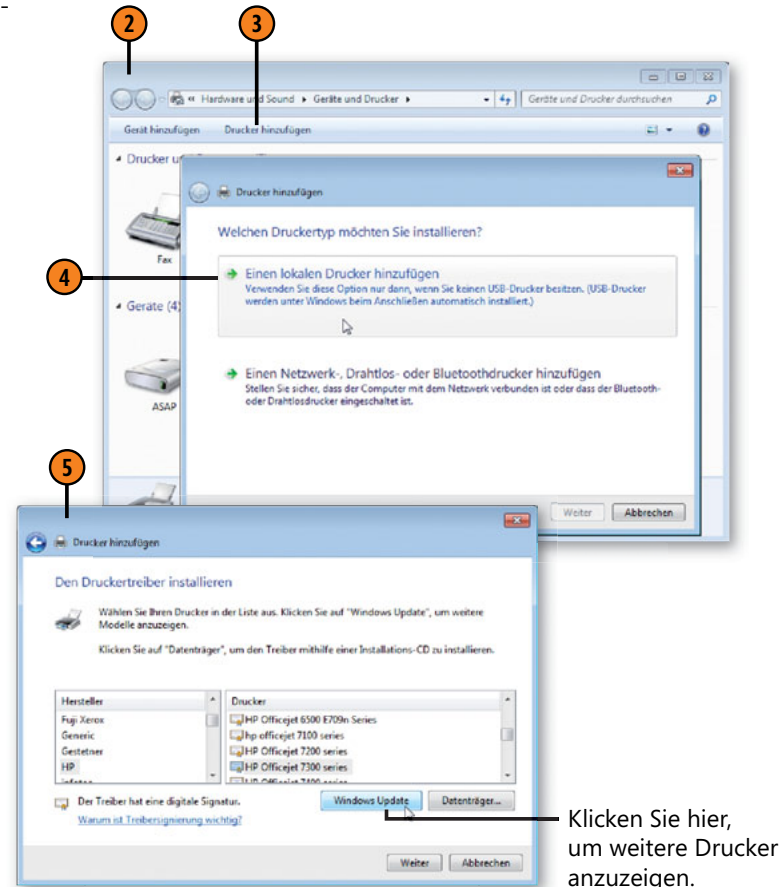 -
2
3
« Hardware und Sound ▸ Geräte und Drucker ▸
Geräte und Drucker durchsuchen
Gerät hinzufügen Drucker hinzufügen
Drucker
Fax
Drucker hinzufügen
Welchen Druckertyp möchten Sie installieren?
4
Einen lokalen Drucker hinzufügen
Verwenden Sie diese Option nur dann, wenn Sie keinen USB-Drucker besitzen. (USB-Drucker
werden unter Windows beim Anschließen automatisch installiert.)
Geräte (4)
Einen Netzwerk-, Drahtlos- oder Bluetoothdrucker hinzufügen
Stellen Sie sicher, dass der Computer mit dem Netzwerk verbunden ist oder dass der Bluetooth-
oder Drahtlosdrucker eingeschaltet ist.
ASAP
Weiter Abbrechen
5
Drucker hinzufügen
Den Druckertreiber installieren
Wählen Sie Ihren Drucker in der Liste aus. Klicken Sie auf "Windows Update", um weitere
Modelle anzuzeigen.
Klicken Sie auf "Datenträger", um den Treiber mithilfe einer Installations-CD zu installieren.
Hersteller Drucker
Fuji Xerox HP Officejet 6500 E709n Series
Generic hp officejet 7100 series
Gestetner HP Officejet 7200 series
HP HP Officejet 7300 series
Der Treiber hat eine digitale Signatur.
Windows Update Datenträger...
Warum ist Treibersignierung wichtig?
Weiter Abbrechen
Klicken Sie hier,
um weitere Drucker
anzuzeigen.